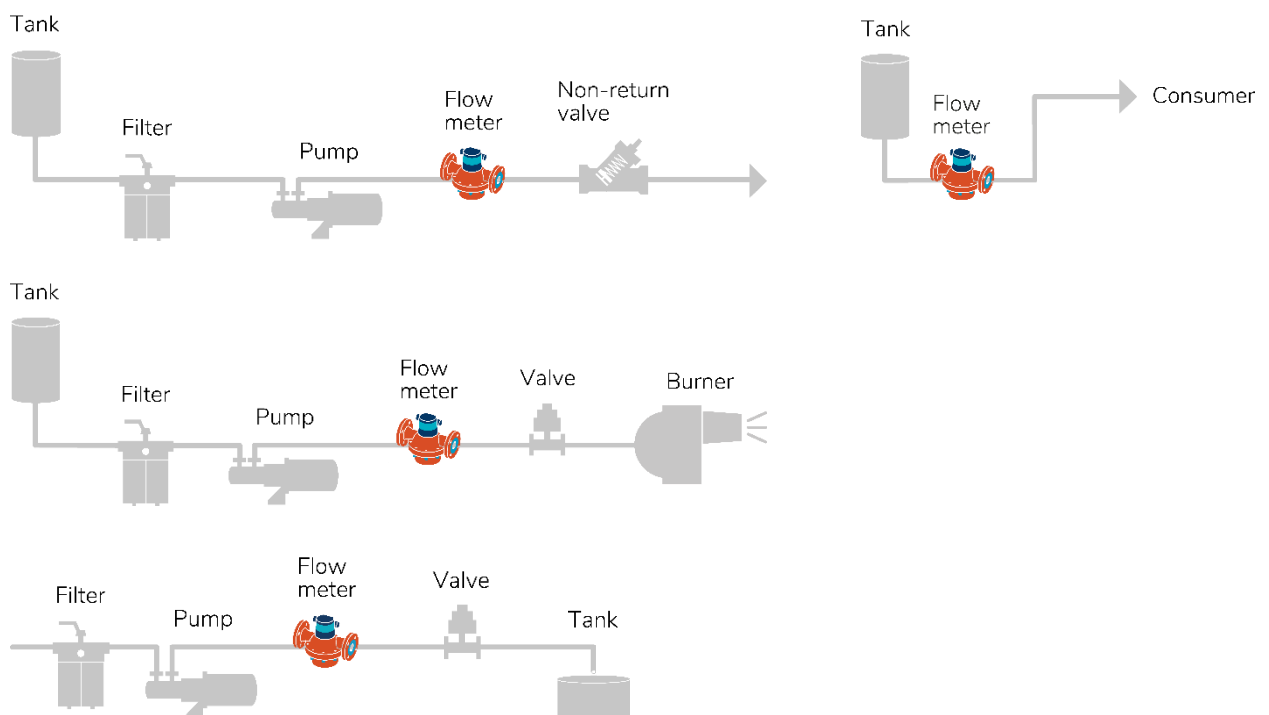 Tank
Filter
Pump
Flow
meter
Non-return
valve
Tank
Flow
meter
Consumer
Tank
Filter
Pump
Flow
meter
Valve
Burner
Filter
Pump
Flow
meter
Valve
Tank